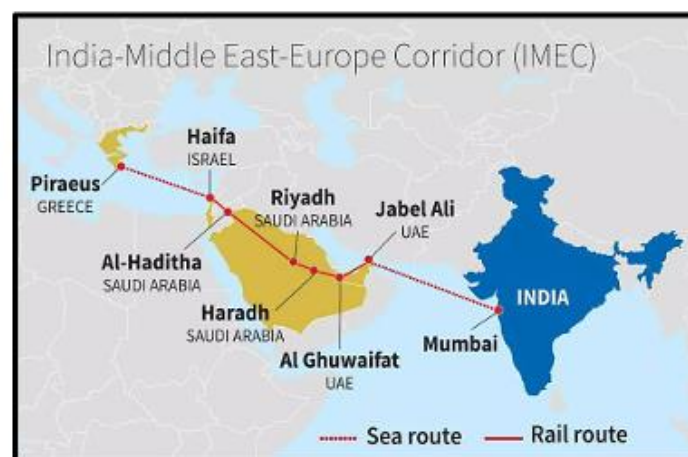 India-Middle East-Europe Corridor (IMEC)
Haifa
ISRAEL
Piraeus
GREECE
Riyadh
SAUDI ARABIA
Jabel Ali
UAE
Al-Haditha
SAUDI ARABIA
Haradh
SAUDI ARABIA
Al Ghuwaifat
UAE
INDIA
Mumbai
Sea route
Rail route